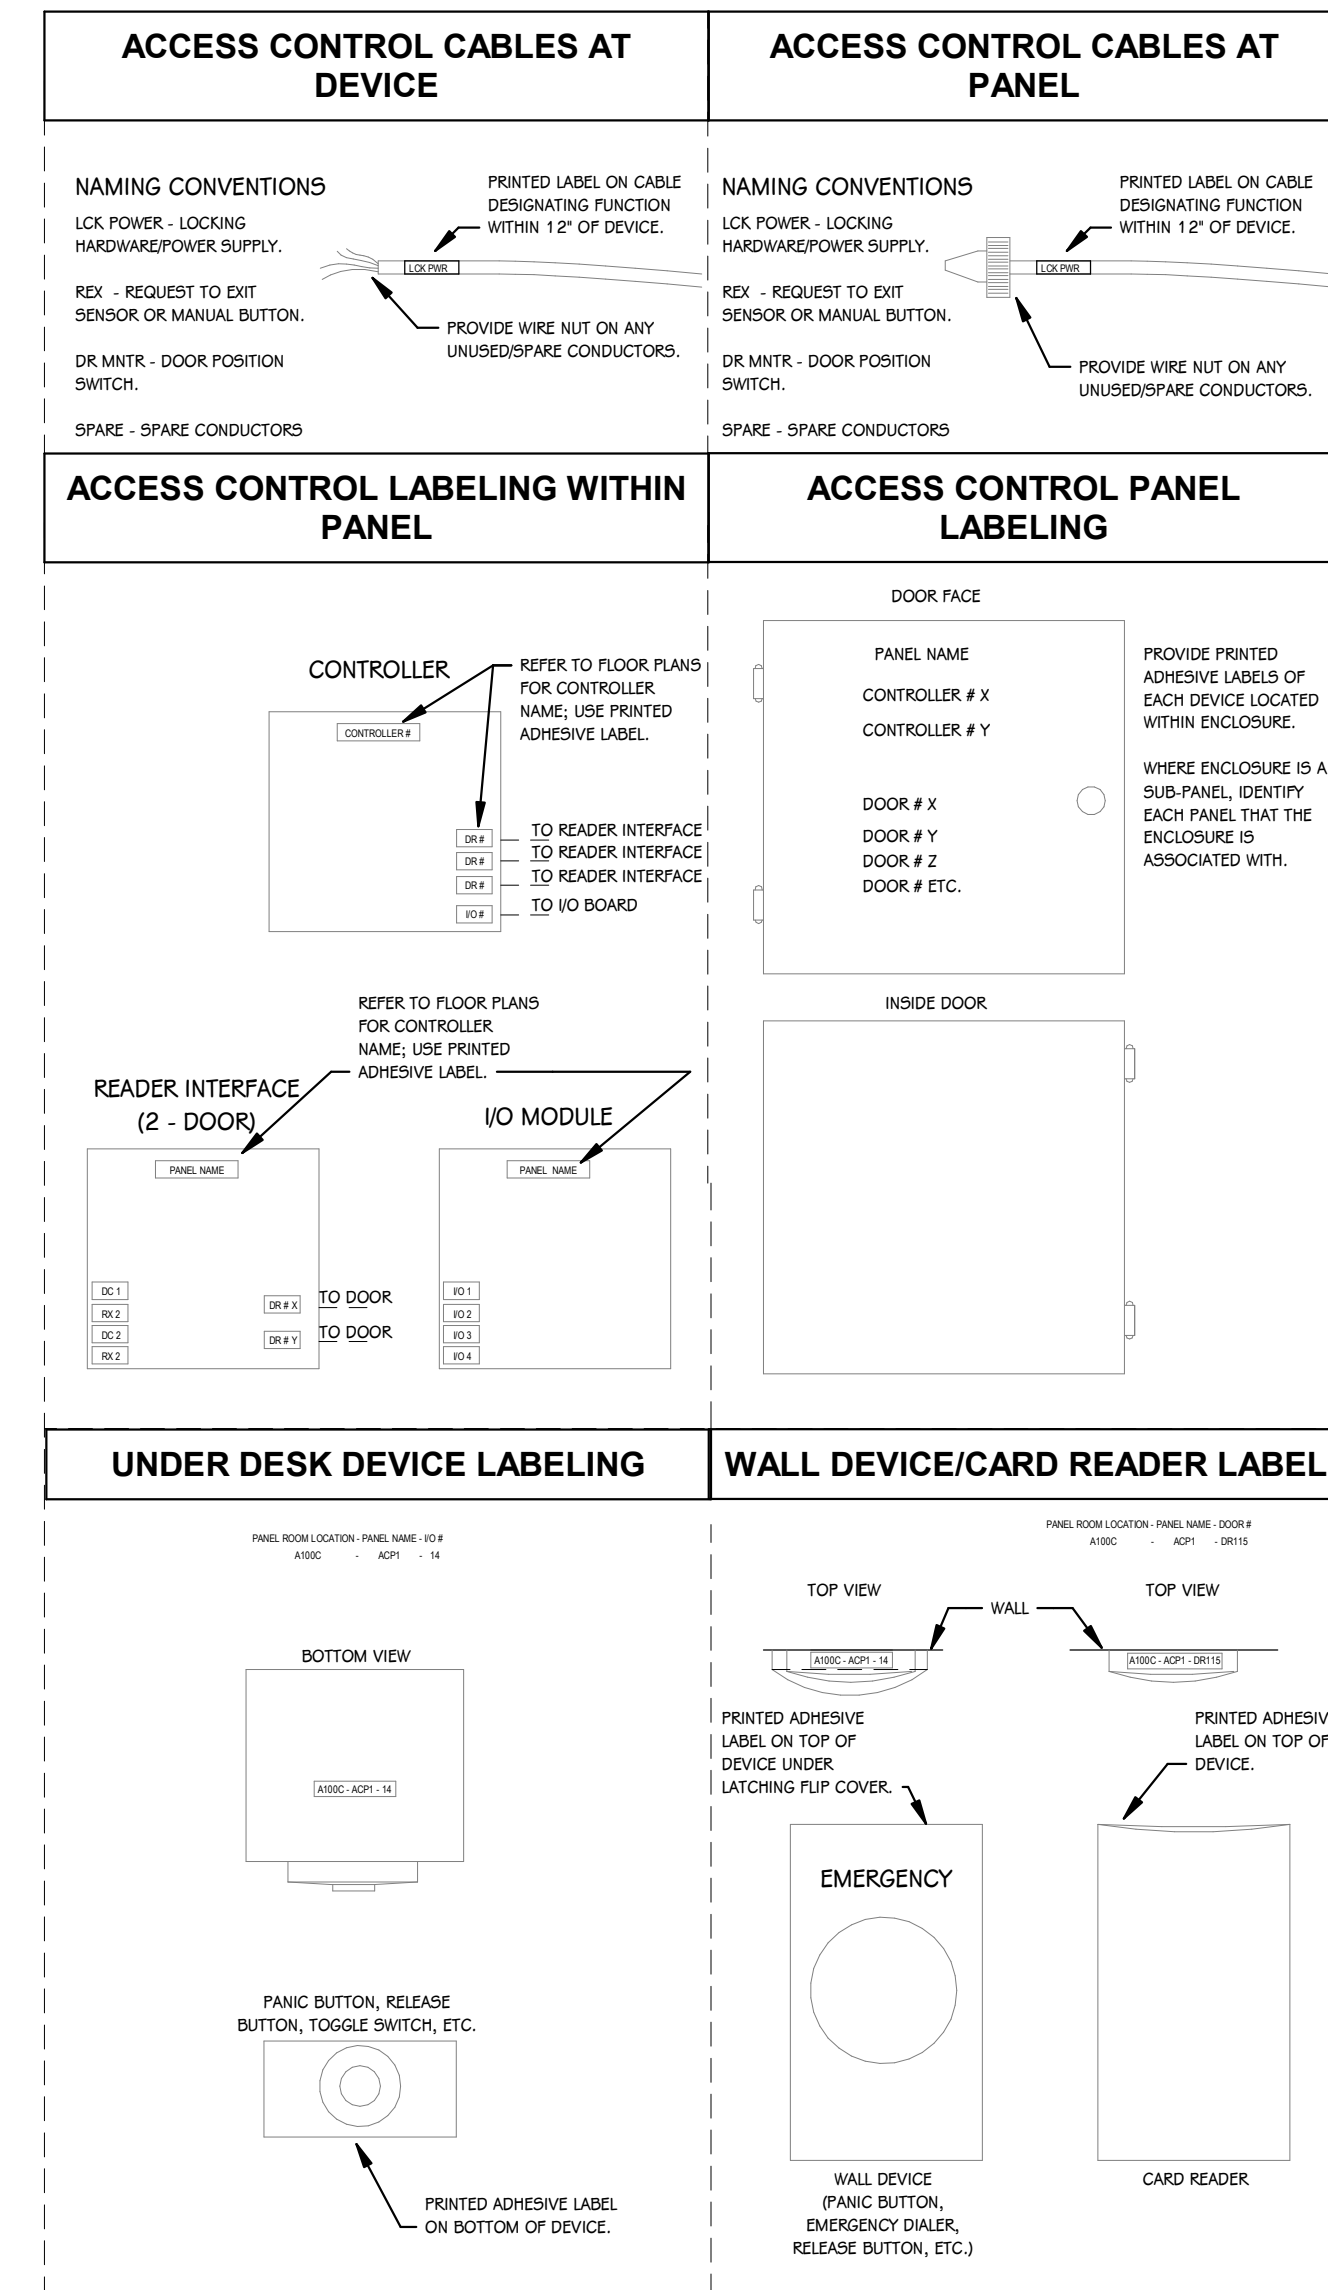 ACCESS CONTROL CABLES AT
DEVICE
NAMING CONVENTIONS
LCK POWER - LOCKING
HARDWARE/POWER SUPPLY.
REX - REQUEST TO EXIT
SENSOR OR MANUAL BUTTON.
DR MNTR - DOOR POSITION
SWITCH.
SPARE - SPARE CONDUCTORS
PRINTED LABEL ON CABLE
DESIGNATING FUNCTION
WITHIN 12" OF DEVICE.
LCK PWR
PROVIDE WIRE NUT ON ANY
UNUSED/SPARE CONDUCTORS.
ACCESS CONTROL CABLES AT
PANEL
NAMING CONVENTIONS
LCK POWER - LOCKING
HARDWARE/POWER SUPPLY.
REX - REQUEST TO EXIT
SENSOR OR MANUAL BUTTON.
DR MNTR - DOOR POSITION
SWITCH.
SPARE - SPARE CONDUCTORS
PRINTED LABEL ON CABLE
DESIGNATING FUNCTION
WITHIN 12" OF DEVICE.
LCK PWR
PROVIDE WIRE NUT ON ANY
UNUSED/SPARE CONDUCTORS.
ACCESS CONTROL LABELING WITHIN
PANEL
CONTROLLER
REFER TO FLOOR PLANS
FOR CONTROLLER
NAME; USE PRINTED
ADHESIVE LABEL.
CONTROLLER #
DR # TO READER INTERFACE
DR # TO READER INTERFACE
DR # TO READER INTERFACE
I/O # TO I/O BOARD
REFER TO FLOOR PLANS
FOR CONTROLLER
NAME; USE PRINTED
ADHESIVE LABEL.
READER INTERFACE
(2 - DOOR)
PANEL NAME
DC 1
RX 2
DC 2
RX 2
DR # X TO DOOR
DR # Y TO DOOR
I/O MODULE
PANEL NAME
I/O 1
I/O 2
I/O 3
I/O 4
ACCESS CONTROL PANEL
LABELING
DOOR FACE
PANEL NAME
CONTROLLER # X
CONTROLLER # Y
DOOR # X
DOOR # Y
DOOR # Z
DOOR # ETC.
PROVIDE PRINTED
ADHESIVE LABELS OF
EACH DEVICE LOCATED
WITHIN ENCLOSURE.
WHERE ENCLOSURE IS A
SUB-PANEL, IDENTIFY
EACH PANEL THAT THE
ENCLOSURE IS
ASSOCIATED WITH.
INSIDE DOOR
UNDER DESK DEVICE LABELING
PANEL ROOM LOCATION - PANEL NAME - I/O #
A100C - ACP1 - 14
BOTTOM VIEW
A100C - ACP1 - 14
PANIC BUTTON, RELEASE
BUTTON, TOGGLE SWITCH, ETC.
PRINTED ADHESIVE LABEL
ON BOTTOM OF DEVICE.
WALL DEVICE/CARD READER LABEL
PANEL ROOM LOCATION - PANEL NAME - DOOR #
A100C - ACP1 - DR115
TOP VIEW
WALL
TOP VIEW
A100C - ACP1 - 14
A100C - ACP1 - DR115
PRINTED ADHESIVE
LABEL ON TOP OF
DEVICE UNDER
LATCHING FLIP COVER.
PRINTED ADHESIV
LABEL ON TOP OF
DEVICE.
EMERGENCY
WALL DEVICE
(PANIC BUTTON,
EMERGENCY DIALER,
RELEASE BUTTON, ETC.)
CARD READER